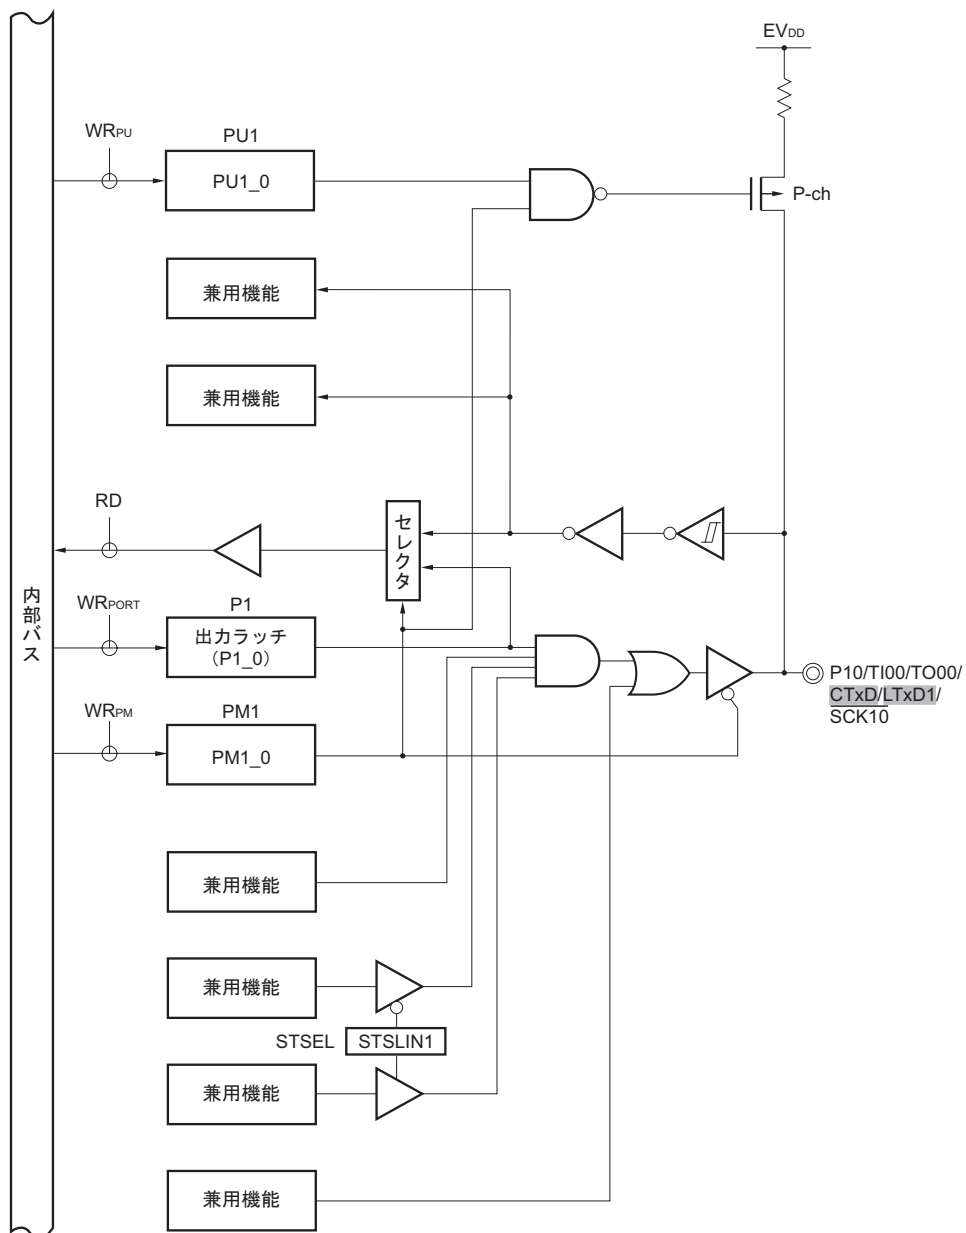 EVDD
WRPU
PU1
PU1_0
P-ch
兼用機能
兼用機能
RD
セレクタ
内部バス
WRPORT
P1
出力ラッチ
（P1_0）
P10/TI00/TO00/
CTxD/LTxD1/
SCK10
WRPM
PM1
PM1_0
兼用機能
兼用機能
STSEL STSLIN1
兼用機能
兼用機能